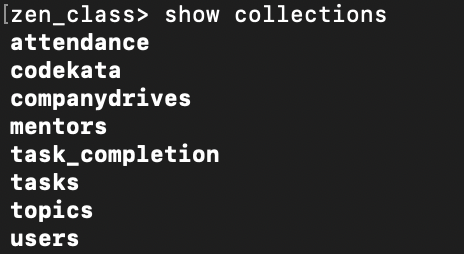 [zen_class> show collections
attendance
codekata
companydrives
mentors
task_completion
tasks
topics
users